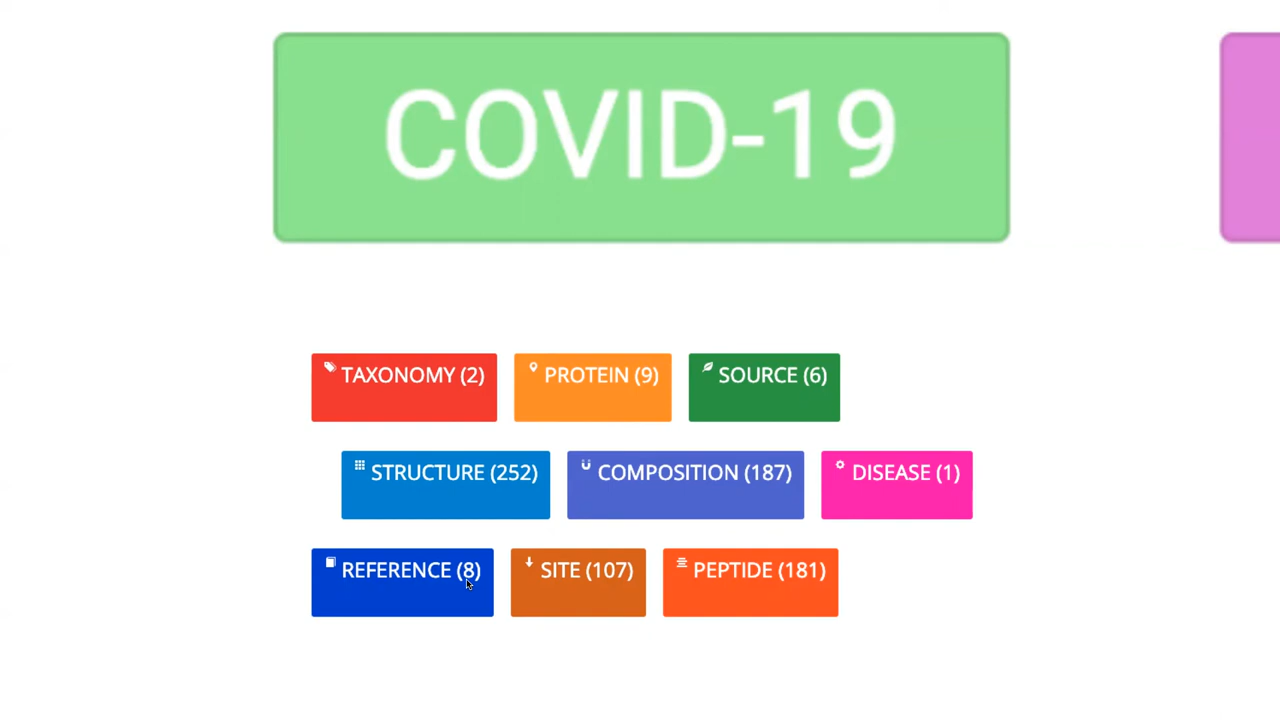 COVID-19
TAXONOMY (2) PROTEIN (9) SOURCE (6)
STRUCTURE (252) COMPOSITION (187) DISEASE (1)
REFERENCE (8) SITE (107) PEPTIDE (181)